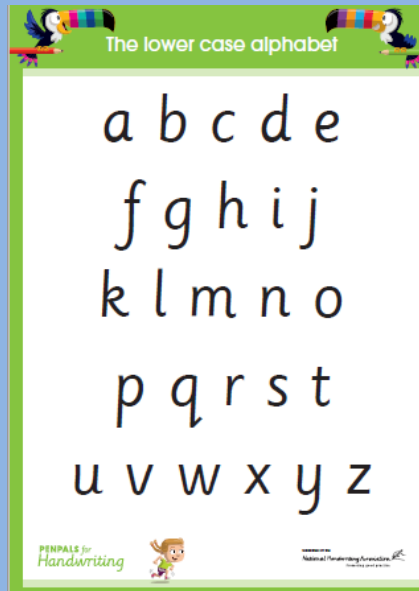 The lower case alphabet
a b c d e
f g h i j
k l m n o
p q r s t
u v w x y z
PENPALS for
Handwriting
National Handwriting Association